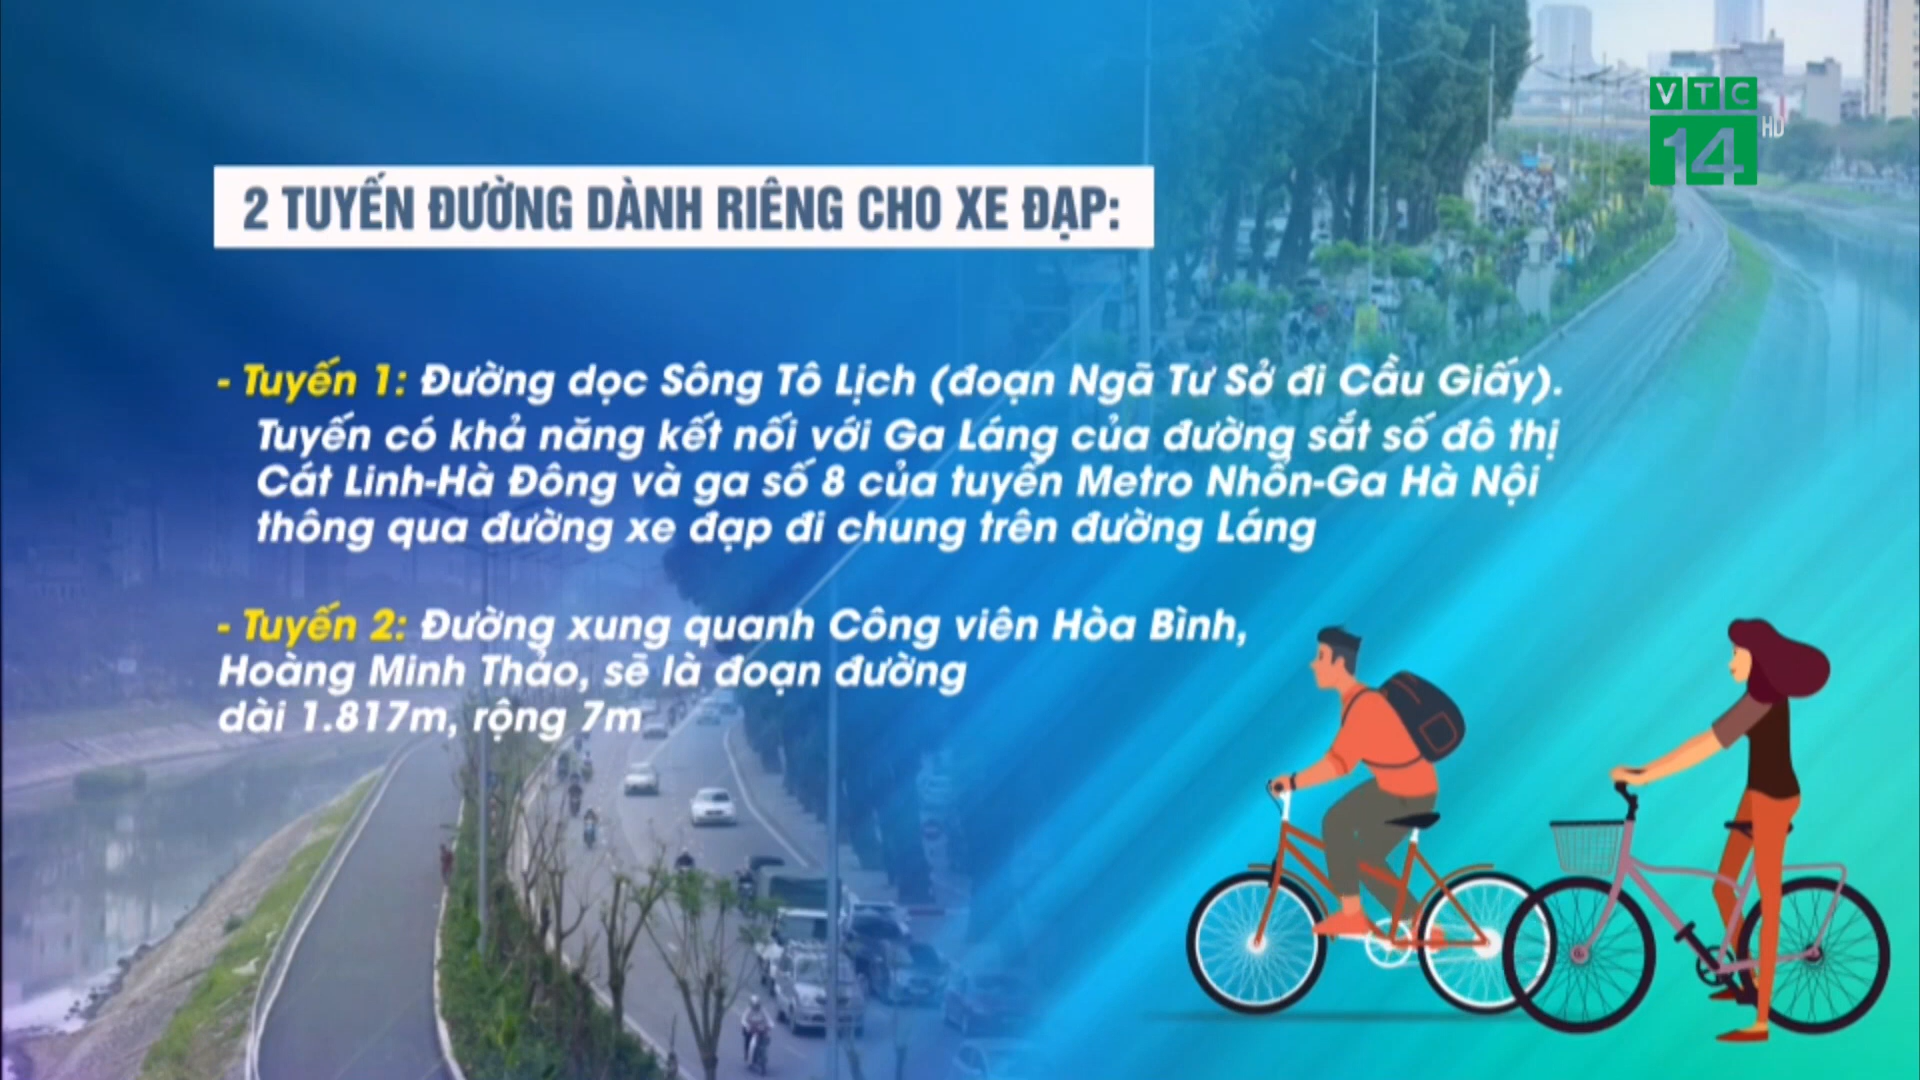 VTC
14 HD
2 TUYẾN ĐƯỜNG DÀNH RIÊNG CHO XE ĐẠP:
- Tuyến 1: Đường dọc Sông Tô Lịch (đoạn Ngã Tư Sở đi Cầu Giấy).
Tuyến có khả năng kết nối với Ga Láng của đường sắt số đô thị
Cát Linh-Hà Đông và ga số 8 của tuyến Metro Nhổn-Ga Hà Nội
thông qua đường xe đạp đi chung trên đường Láng
- Tuyến 2: Đường xung quanh Công viên Hòa Bình,
Hoàng Minh Thảo, sẽ là đoạn đường
dài 1.817m, rộng 7m